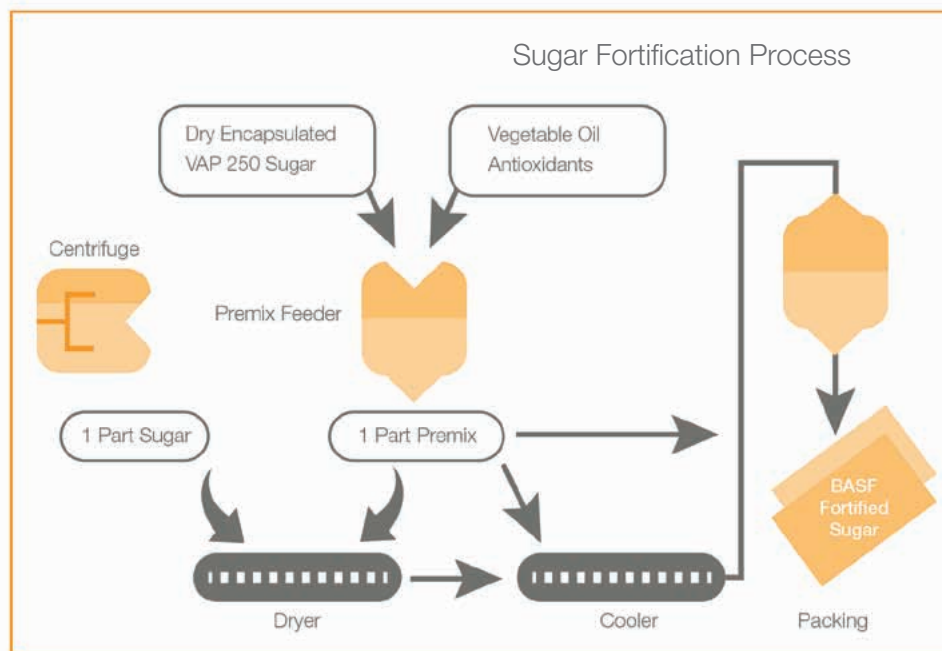 Sugar Fortification Process
Dry Encapsulated
VAP 250 Sugar
Vegetable Oil
Antioxidants
Centrifuge
Premix Feeder
1 Part Sugar
1 Part Premix
BASF
Fortified
Sugar
Dryer
Cooler
Packing